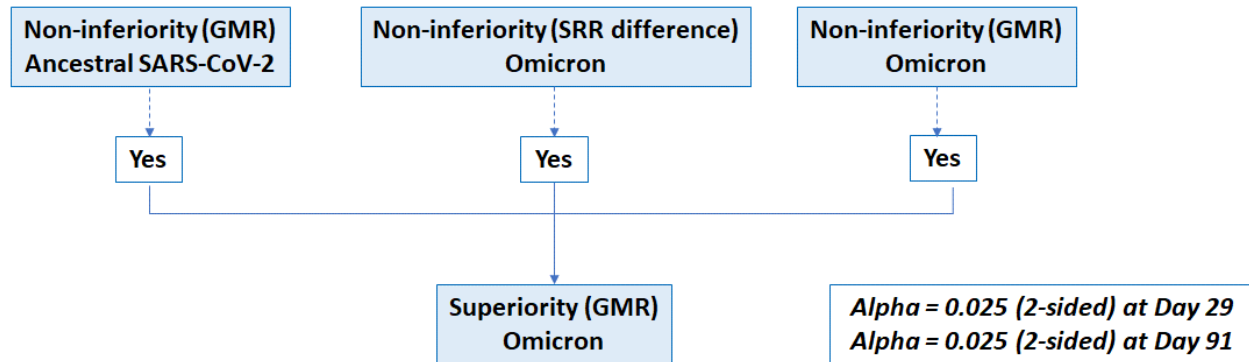 Non-inferiority (GMR)
Ancestral SARS-CoV-2
Non-inferiority (SRR difference)
Omicron
Non-inferiority (GMR)
Omicron
Yes
Yes
Yes
Superiority (GMR)
Omicron
Alpha = 0.025 (2-sided) at Day 29
Alpha = 0.025 (2-sided) at Day 91